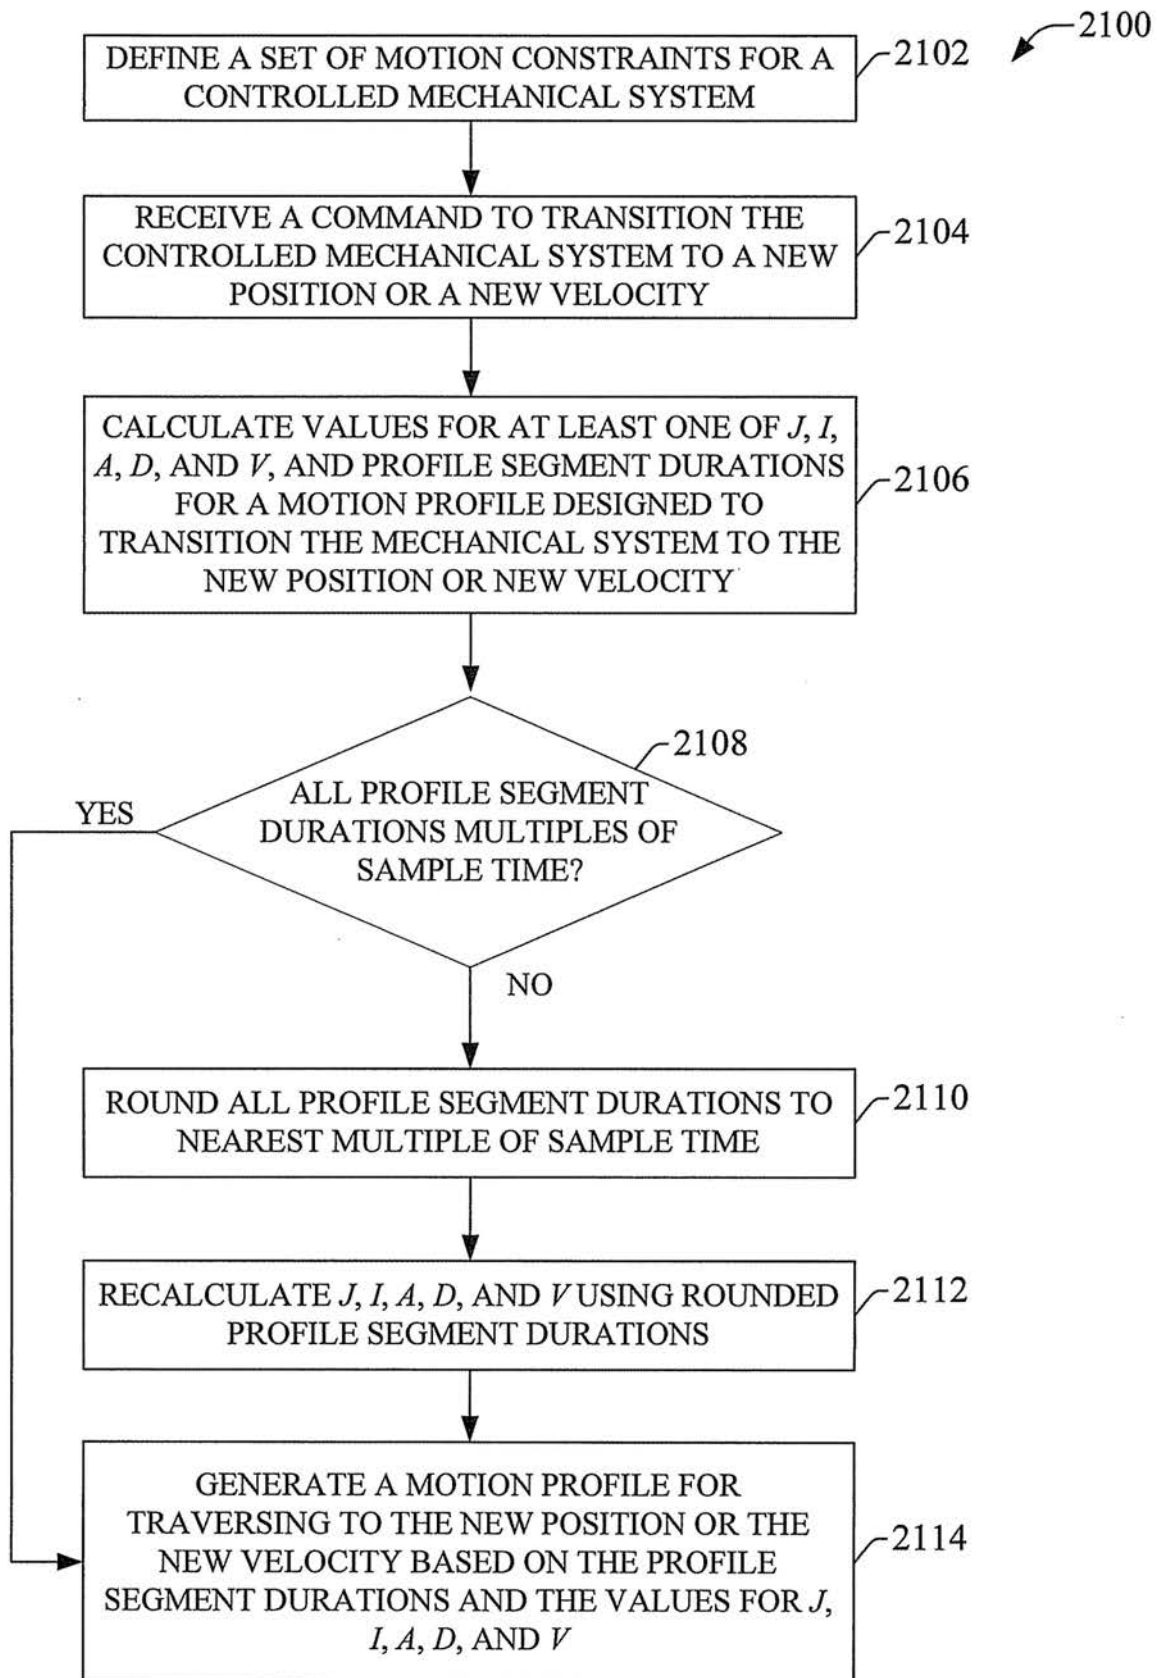 2100
DEFINE A SET OF MOTION CONSTRAINTS FOR A
CONTROLLED MECHANICAL SYSTEM
2102
RECEIVE A COMMAND TO TRANSITION THE
CONTROLLED MECHANICAL SYSTEM TO A NEW
POSITION OR A NEW VELOCITY
2104
CALCULATE VALUES FOR AT LEAST ONE OF J, I,
A, D, AND V, AND PROFILE SEGMENT DURATIONS
FOR A MOTION PROFILE DESIGNED TO
TRANSITION THE MECHANICAL SYSTEM TO THE
NEW POSITION OR NEW VELOCITY
2106
2108
ALL PROFILE SEGMENT
DURATIONS MULTIPLES OF
SAMPLE TIME?
YES
NO
ROUND ALL PROFILE SEGMENT DURATIONS TO
NEAREST MULTIPLE OF SAMPLE TIME
2110
RECALCULATE J, I, A, D, AND V USING ROUNDED
PROFILE SEGMENT DURATIONS
2112
GENERATE A MOTION PROFILE FOR
TRAVERSING TO THE NEW POSITION OR THE
NEW VELOCITY BASED ON THE PROFILE
SEGMENT DURATIONS AND THE VALUES FOR J,
I, A, D, AND V
2114